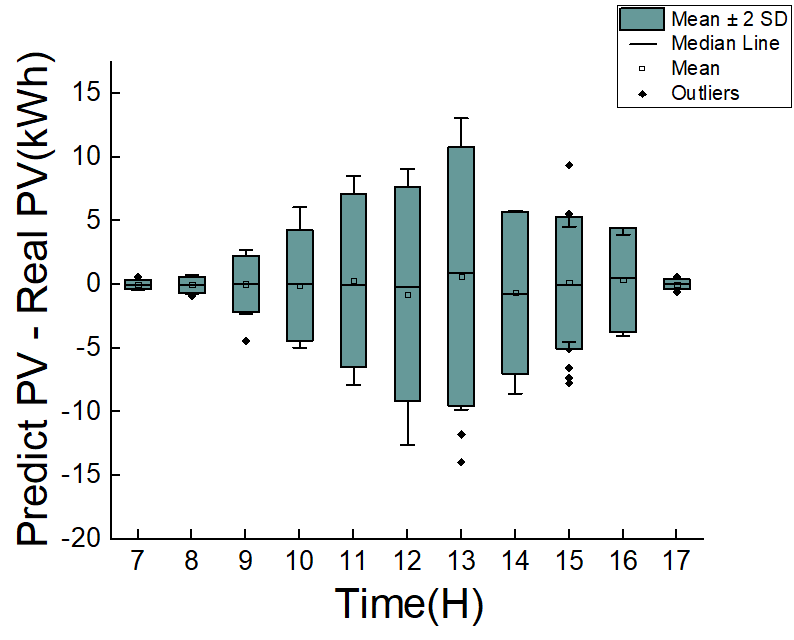 Mean ± 2 SD
Median Line
Mean
Outliers
Predict PV - Real PV(kWh)
15
10
5
0
-5
-10
-15
-20
7 8 9 10 11 12 13 14 15 16 17
Time(H)